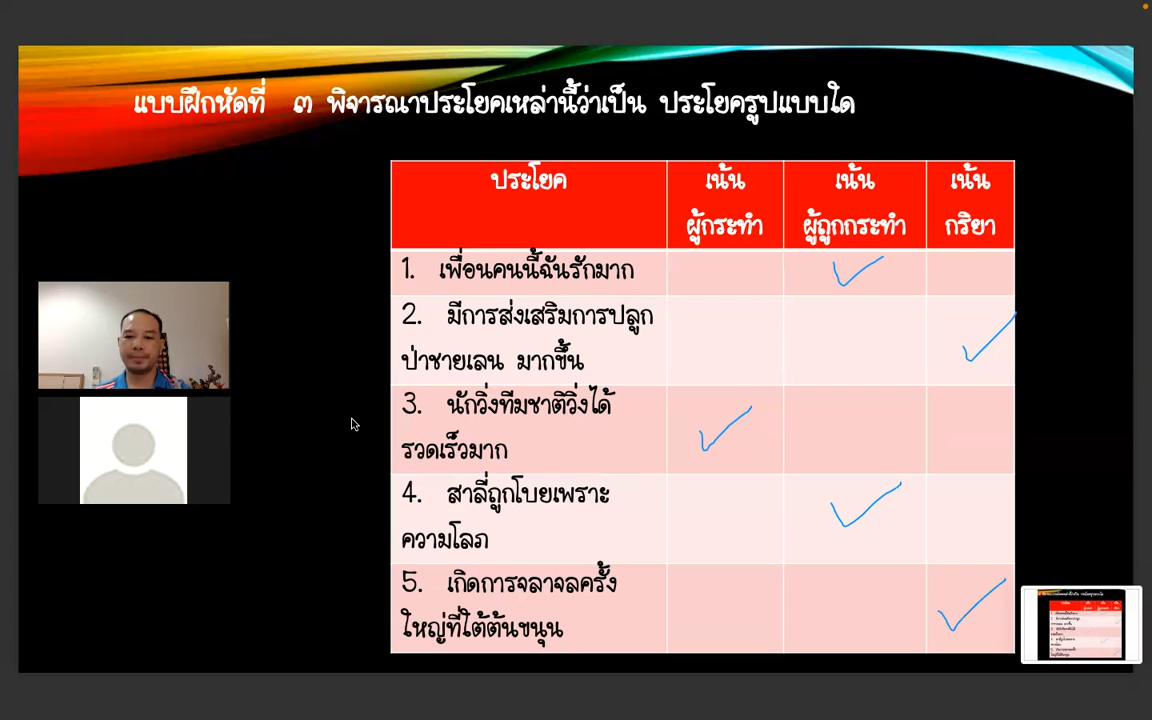 แบบฝึกหัดที่ ๓ พิจารณาประโยคเหล่านี้ว่าเป็น ประโยครูปแบบใด
ประโยค
เน้น
ผู้กระทำ
เน้น
ผู้ถูกกระทำ
เน้น
กริยา
1. เพื่อนคนนี้ฉันรักมาก
2. มีการส่งเสริมการปลูก
ป่าชายเลน มากขึ้น
3. นักวิ่งทีมชาติวิ่งได้
รวดเร็วมาก
4. สาลี่ถูกโบยเพราะ
ความโลภ
5. เกิดการจลาจลครั้ง
ใหญ่ที่ใต้ต้นขนุน